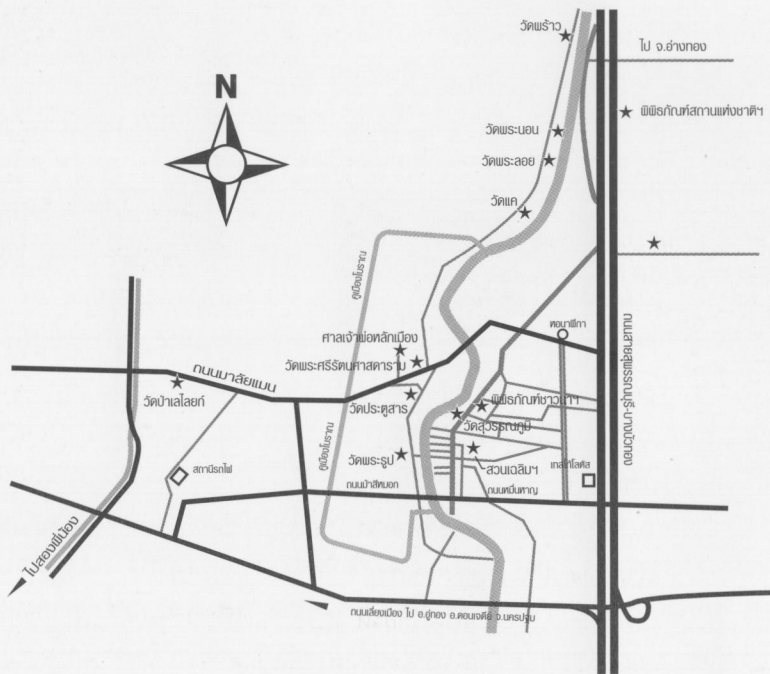 วัดพร้าว
ไป จ.อ่างทอง
N
พิพิธภัณฑ์สถานแห่งชาติฯ
วัดพระนอน
วัดพระลอย
วัดแค
คูเมืองโบราณ
หอนาฬิกา
ศาลเจ้าพ่อหลักเมือง
วัดพระศรีรัตนศาสดาราม
ถนนมาลัยแมน
ถนนสายสุพรรณบุรี-บางบัวทอง
วัดป่าเลไลยก์
วัดประตูสาร
พิพิธภัณฑ์ชาวนาฯ
วัดสุวรรณภูมิ
คูเมืองโบราณ
วัดพระรูป
สวนเฉลิมฯ
สถานีรถไฟ
เทสโก้โลตัส
ถนนม้าสีหมอก
ถนนหมื่นหาญ
ไปสองพี่น้อง
ถนนเลี่ยงเมือง ไป อ.อู่ทอง อ.ดอนเจดีย์ จ.นครปฐม